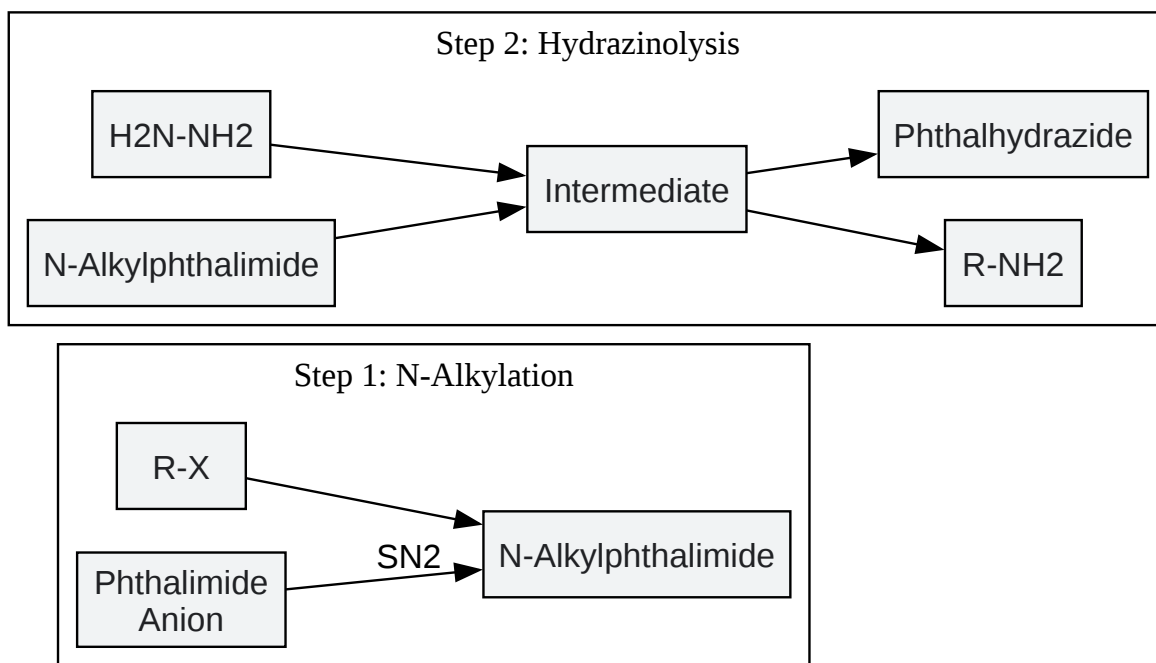 Step 2: Hydrazinolysis
H2N-NH2
Phthalhydrazide
Intermediate
N-Alkylphthalimide
R-NH2
Step 1: N-Alkylation
R-X
SN2
N-Alkylphthalimide
Phthalimide
Anion